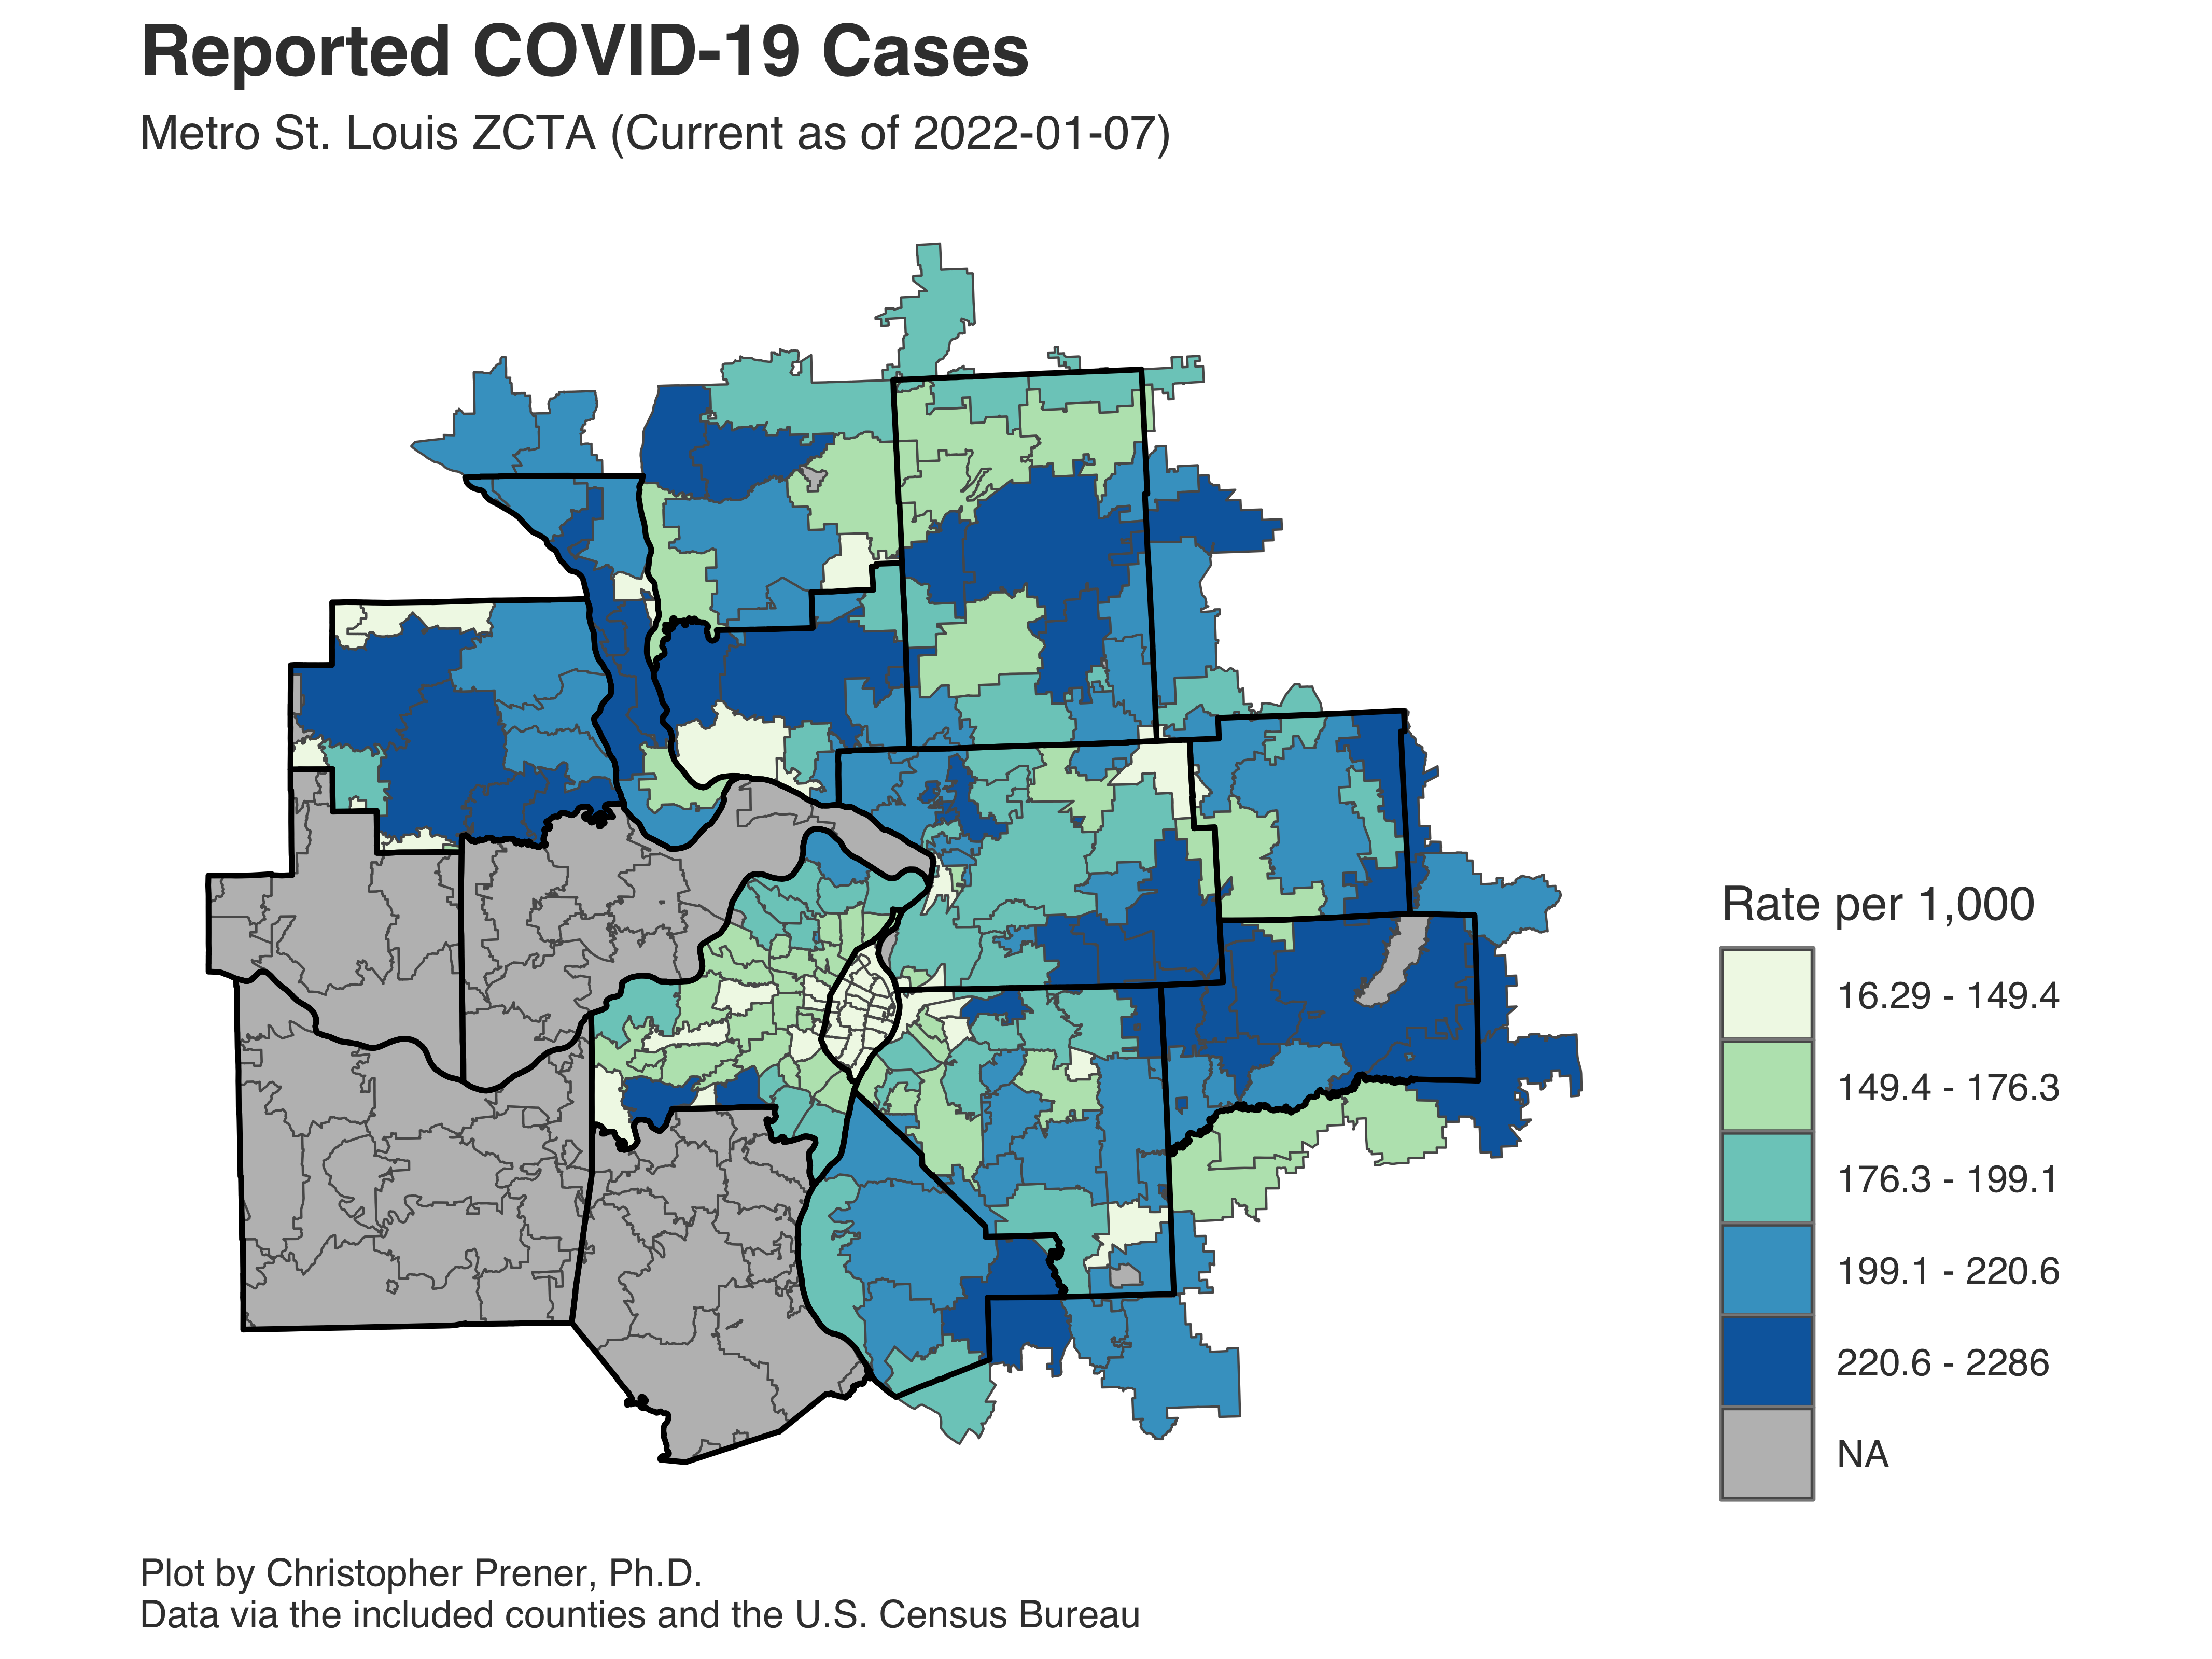 Reported COVID-19 Cases
Metro St. Louis ZCTA (Current as of 2022-01-07)
Rate per 1,000
16.29 - 149.4
149.4 - 176.3
176.3 - 199.1
199.1 - 220.6
220.6 - 2286
NA
Plot by Christopher Prener, Ph.D.
Data via the included counties and the U.S. Census Bureau